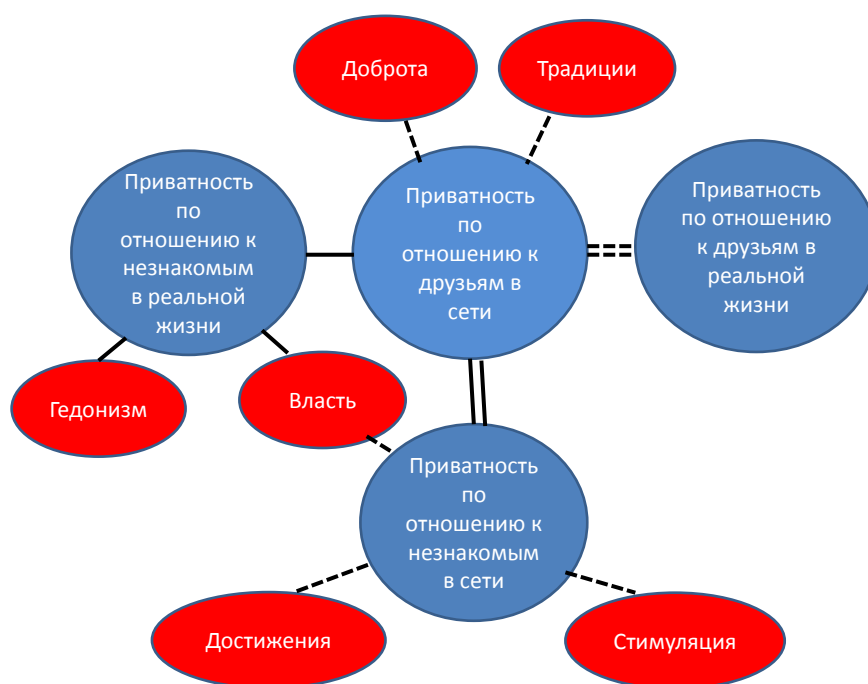 Доброта
Традиции
Приватность
по
отношению к
незнакомым
в реальной
жизни
Приватность
по
отношению к
друзьям в
сети
Приватность
по отношению
к друзьям в
реальной
жизни
Гедонизм
Власть
Приватность
по
отношению к
незнакомым
в сети
Достижения
Стимуляция